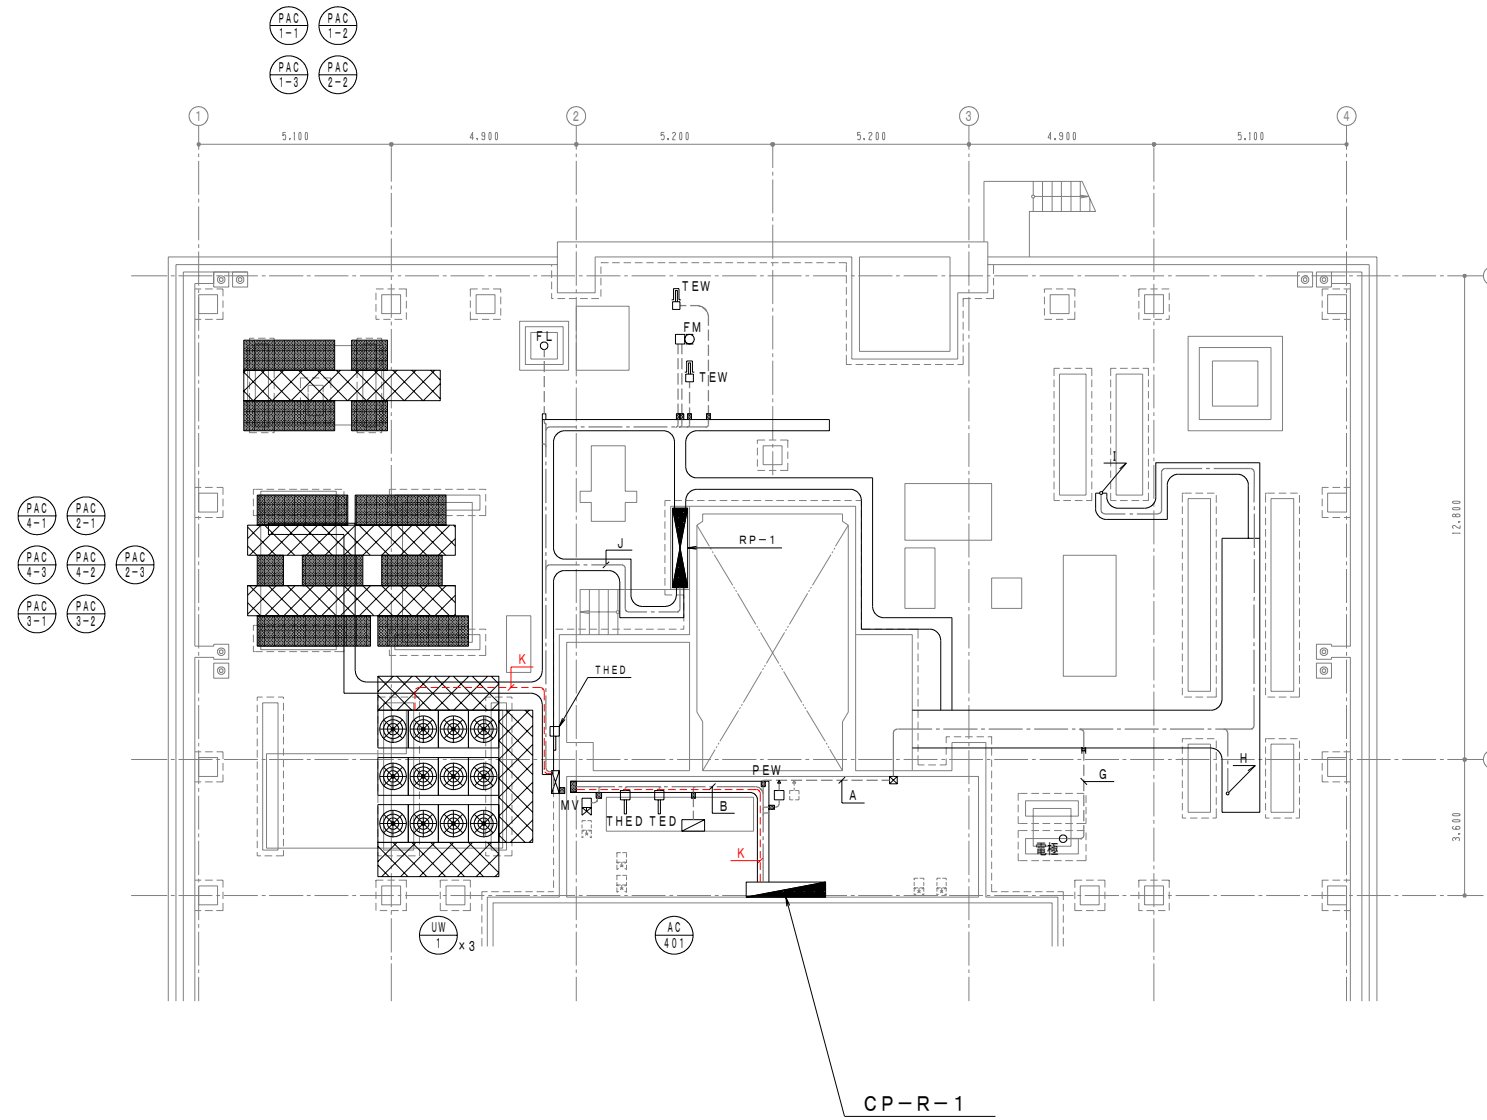 PAC 1-1
PAC 1-2
PAC 1-3
PAC 2-2
1
2
3
4
5.100
4.900
5.200
5.200
4.900
5.100
TEW
FM
FL
TEW
I
12.800
PAC 4-1
PAC 2-1
PAC 4-3
PAC 4-2
PAC 2-3
PAC 3-1
PAC 3-2
J
RP-1
K
THED
PEW
H
G
A
B
MV
THED
TED
3.600
K
電極
UW 1
×3
AC 401
CP-R-1